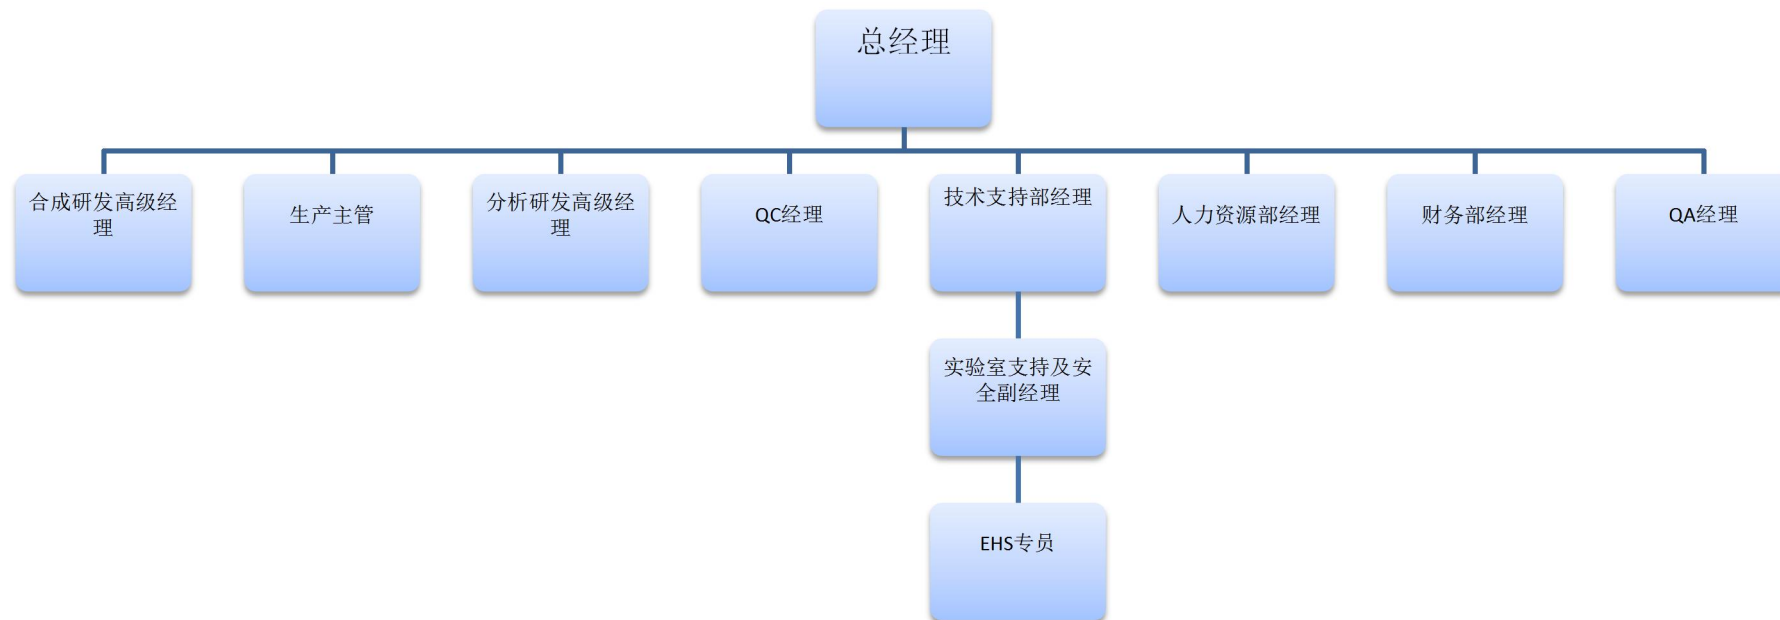 总经理
合成研发高级经
理
生产主管
分析研发高级经
理
QC经理
技术支持部经理
人力资源部经理
财务部经理
QA经理
实验室支持及安
全副经理
EHS专员